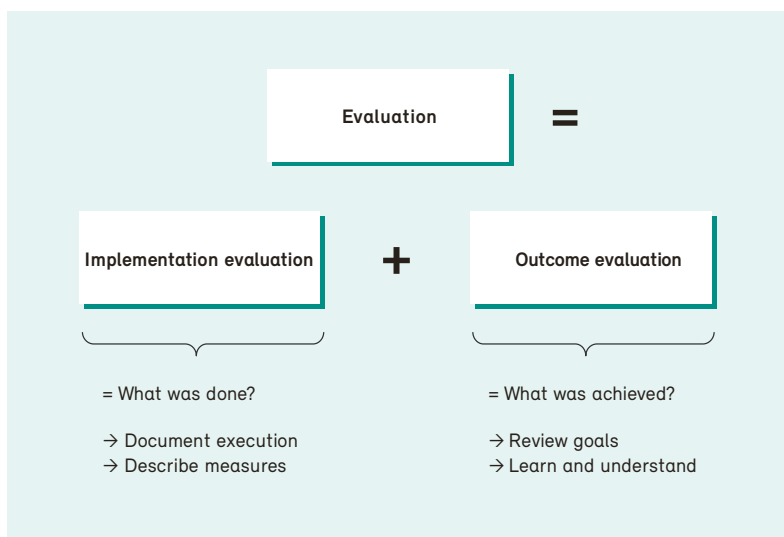 Evaluation =
Implementation evaluation + Outcome evaluation
= What was done?
→ Document execution
→ Describe measures
= What was achieved?
→ Review goals
→ Learn and understand